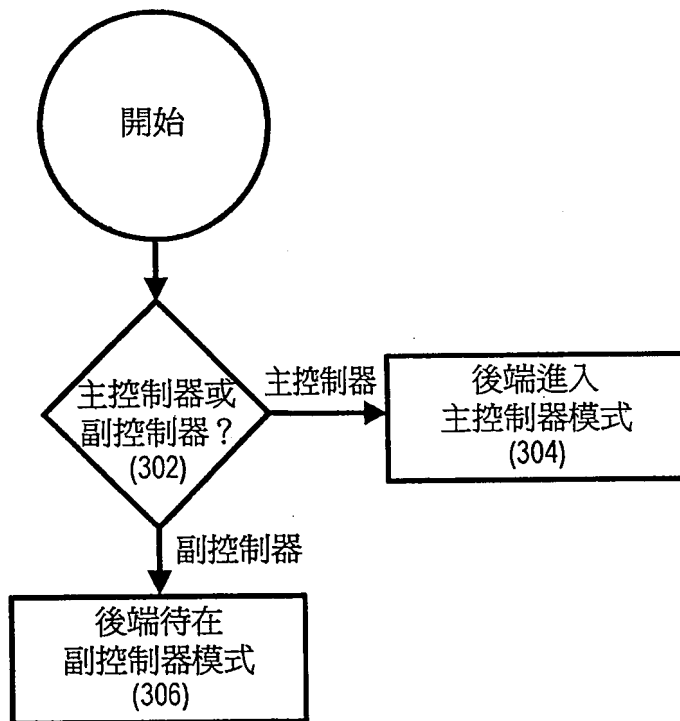 開始
主控制器或
副控制器？
(302)
主控制器
後端進入
主控制器模式
(304)
副控制器
後端待在
副控制器模式
(306)